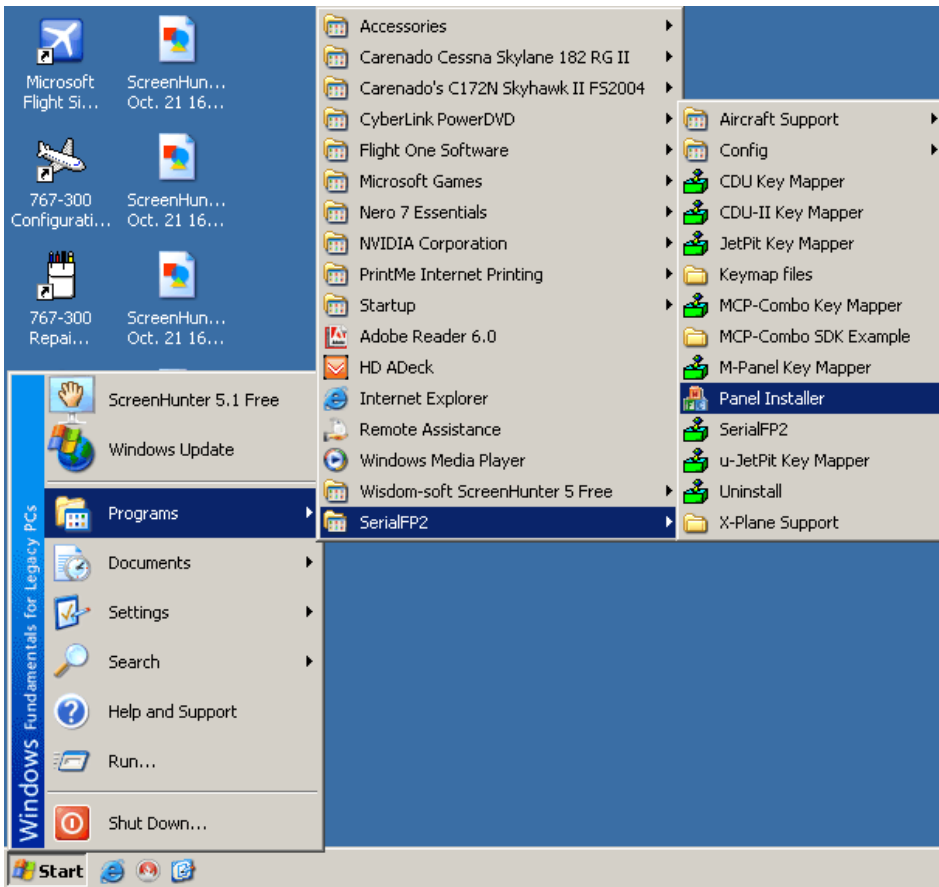 Microsoft
Flight Si...
ScreenHun...
Oct. 21 16...
767-300
Configurati...
ScreenHun...
Oct. 21 16...
767-300
Repai...
ScreenHun...
Oct. 21 16...
Windows Fundamentals for Legacy PCs
ScreenHunter 5.1 Free
Windows Update
Programs
Documents
Settings
Search
Help and Support
Run...
Shut Down...
Start
Accessories
Carenado Cessna Skylane 182 RG II
Carenado's C172N Skyhawk II FS2004
CyberLink PowerDVD
Flight One Software
Microsoft Games
Nero 7 Essentials
NVIDIA Corporation
PrintMe Internet Printing
Startup
Adobe Reader 6.0
HD ADeck
Internet Explorer
Remote Assistance
Windows Media Player
Wisdom-soft ScreenHunter 5 Free
SerialFP2
Aircraft Support
Config
CDU Key Mapper
CDU-II Key Mapper
JetPit Key Mapper
Keymap files
MCP-Combo Key Mapper
MCP-Combo SDK Example
M-Panel Key Mapper
Panel Installer
SerialFP2
u-JetPit Key Mapper
Uninstall
X-Plane Support